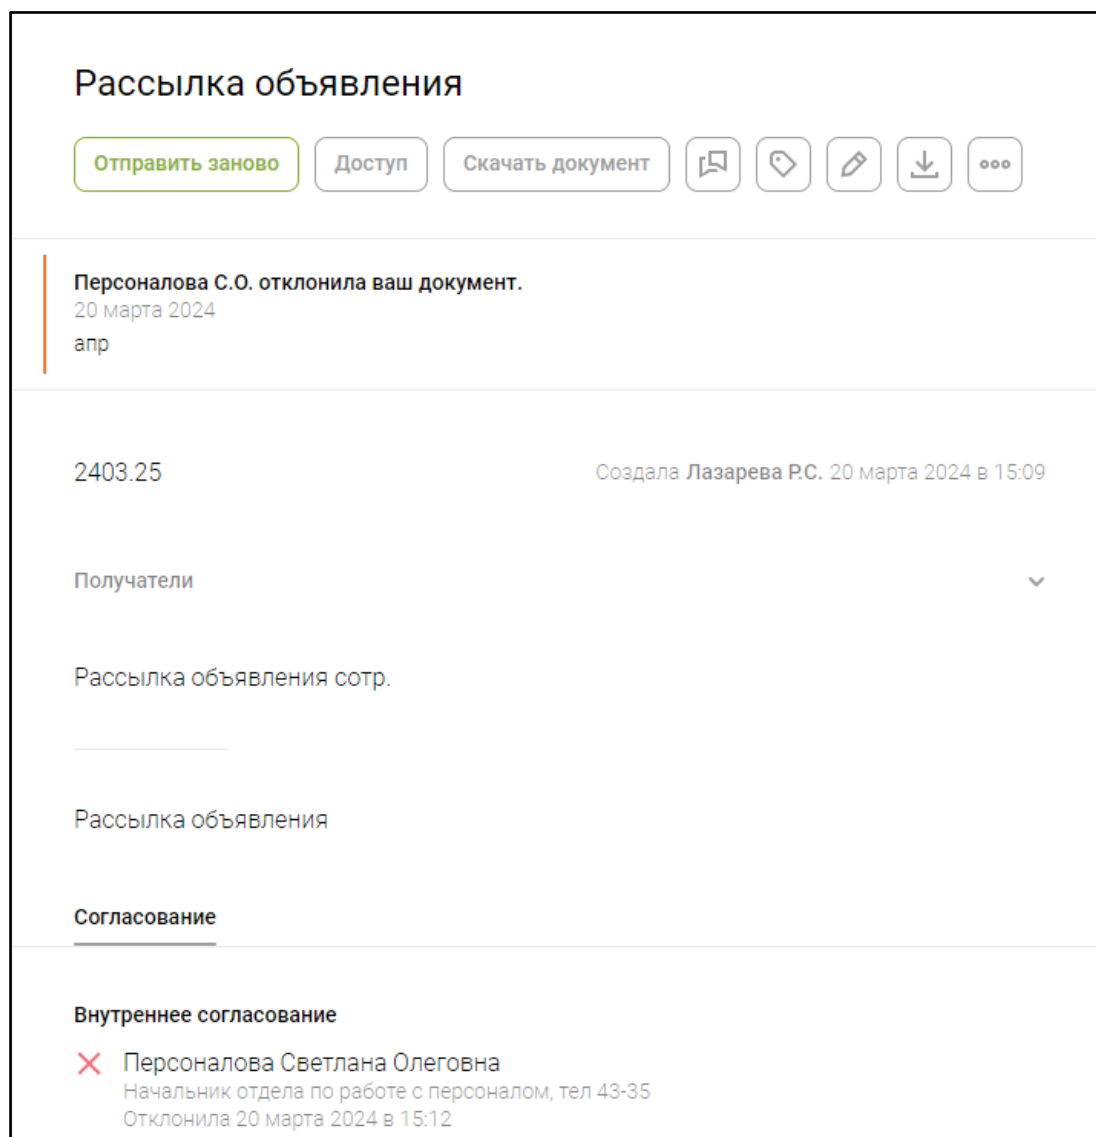 Рассылка объявления
Отправить заново Доступ Скачать документ
Персоналова С.О. отклонила ваш документ.
20 марта 2024
апр
2403.25 Создала Лазарева Р.С. 20 марта 2024 в 15:09
Получатели
Рассылка объявления сотр.
Рассылка объявления
Согласование
Внутреннее согласование
Персоналова Светлана Олеговна
Начальник отдела по работе с персоналом, тел 43-35
Отклонила 20 марта 2024 в 15:12